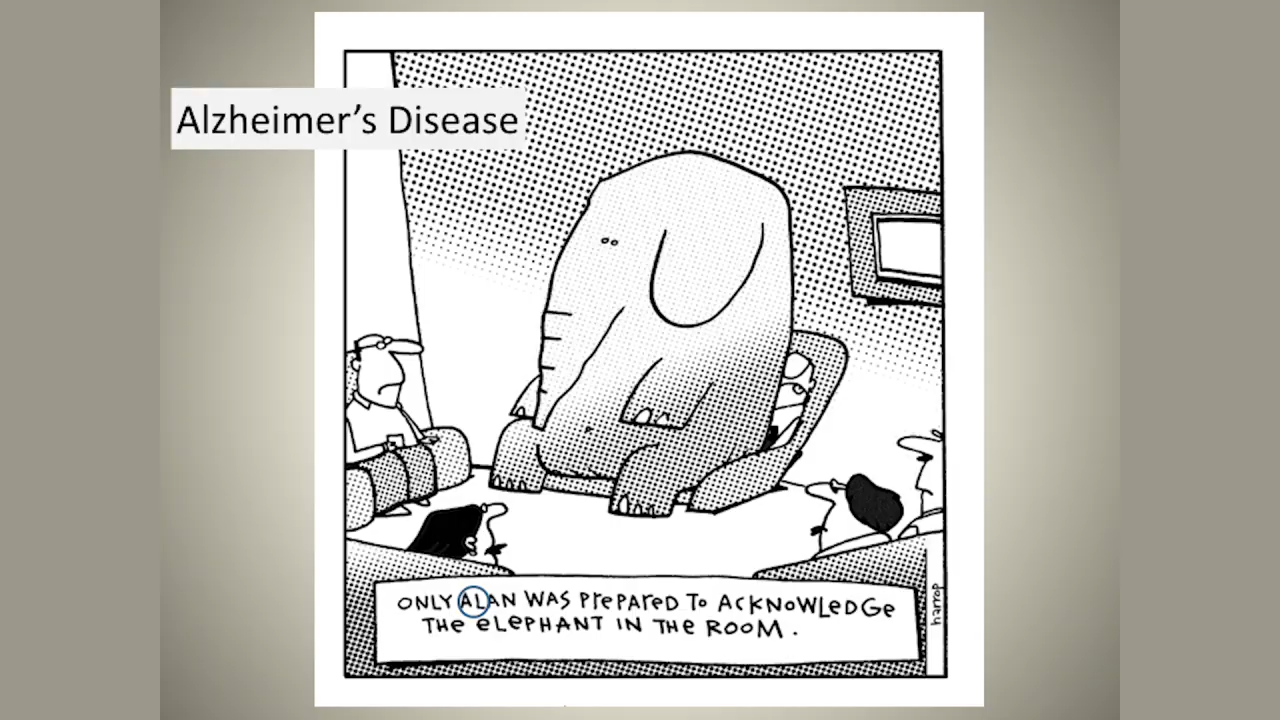 Alzheimer's Disease
ONLY ALAN WAS PrePAReD To ACKNOWLeDGe
THe eLePHANT IN THe ROOM.
harrop